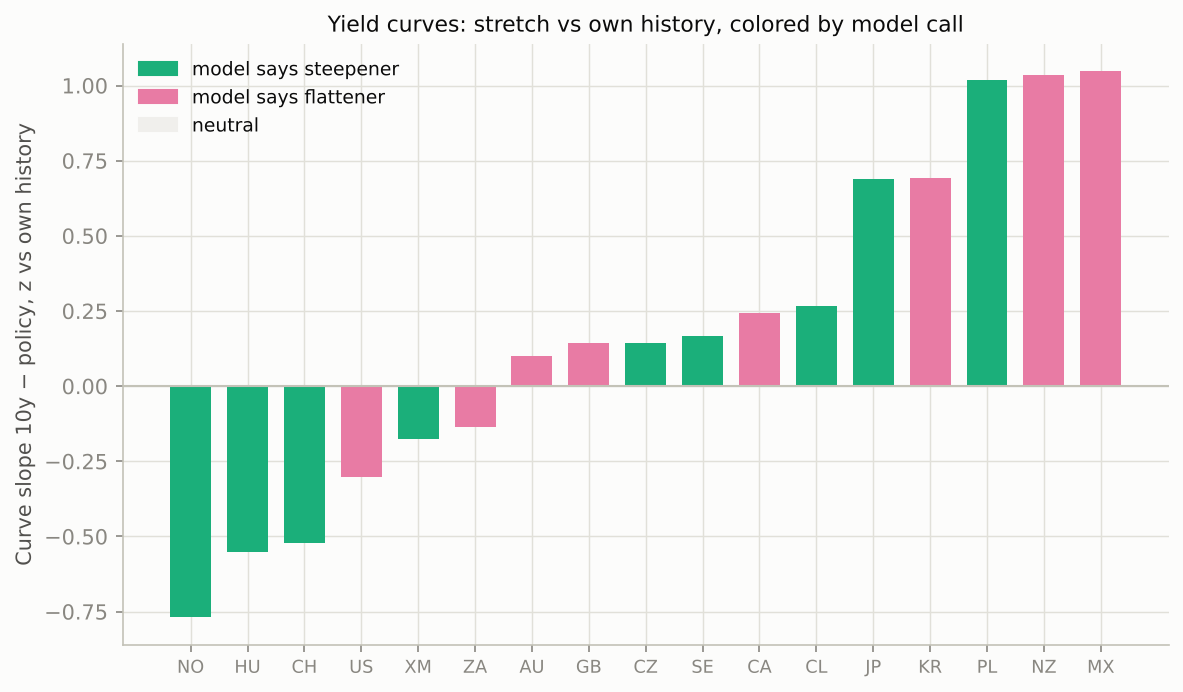 Yield curves: stretch vs own history, colored by model call
model says steepener
model says flattener
neutral
Curve slope 10y − policy, z vs own history
1.00
0.75
0.50
0.25
0.00
−0.25
−0.50
−0.75
NO HU CH US XM ZA AU GB CZ SE CA CL JP KR PL NZ MX